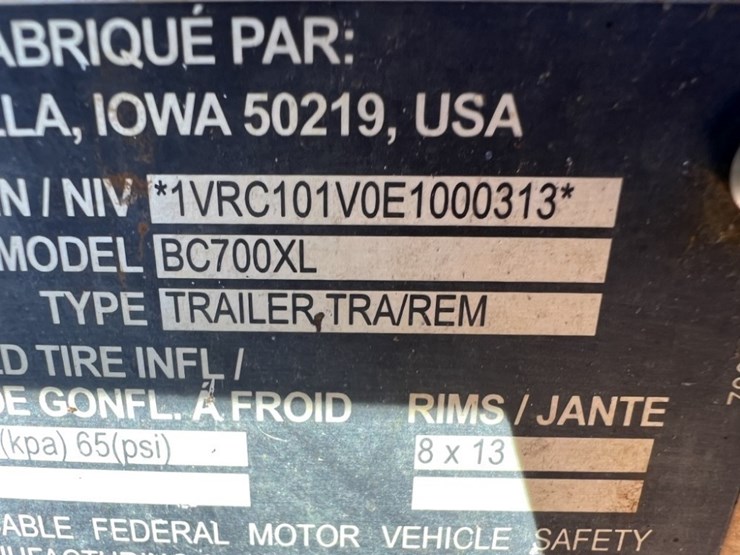 ABRIQUÉ PAR:
LLA, IOWA 50219, USA
N / NIV *1VRC101V0E1000313*
MODEL BC700XL
TYPE TRAILER, TRA/REM
D TIRE INFL /
DE GONFL. À FROID RIMS / JANTE
(kpa) 65(psi) 8 x 13
CABLE FEDERAL MOTOR VEHICLE SAFETY